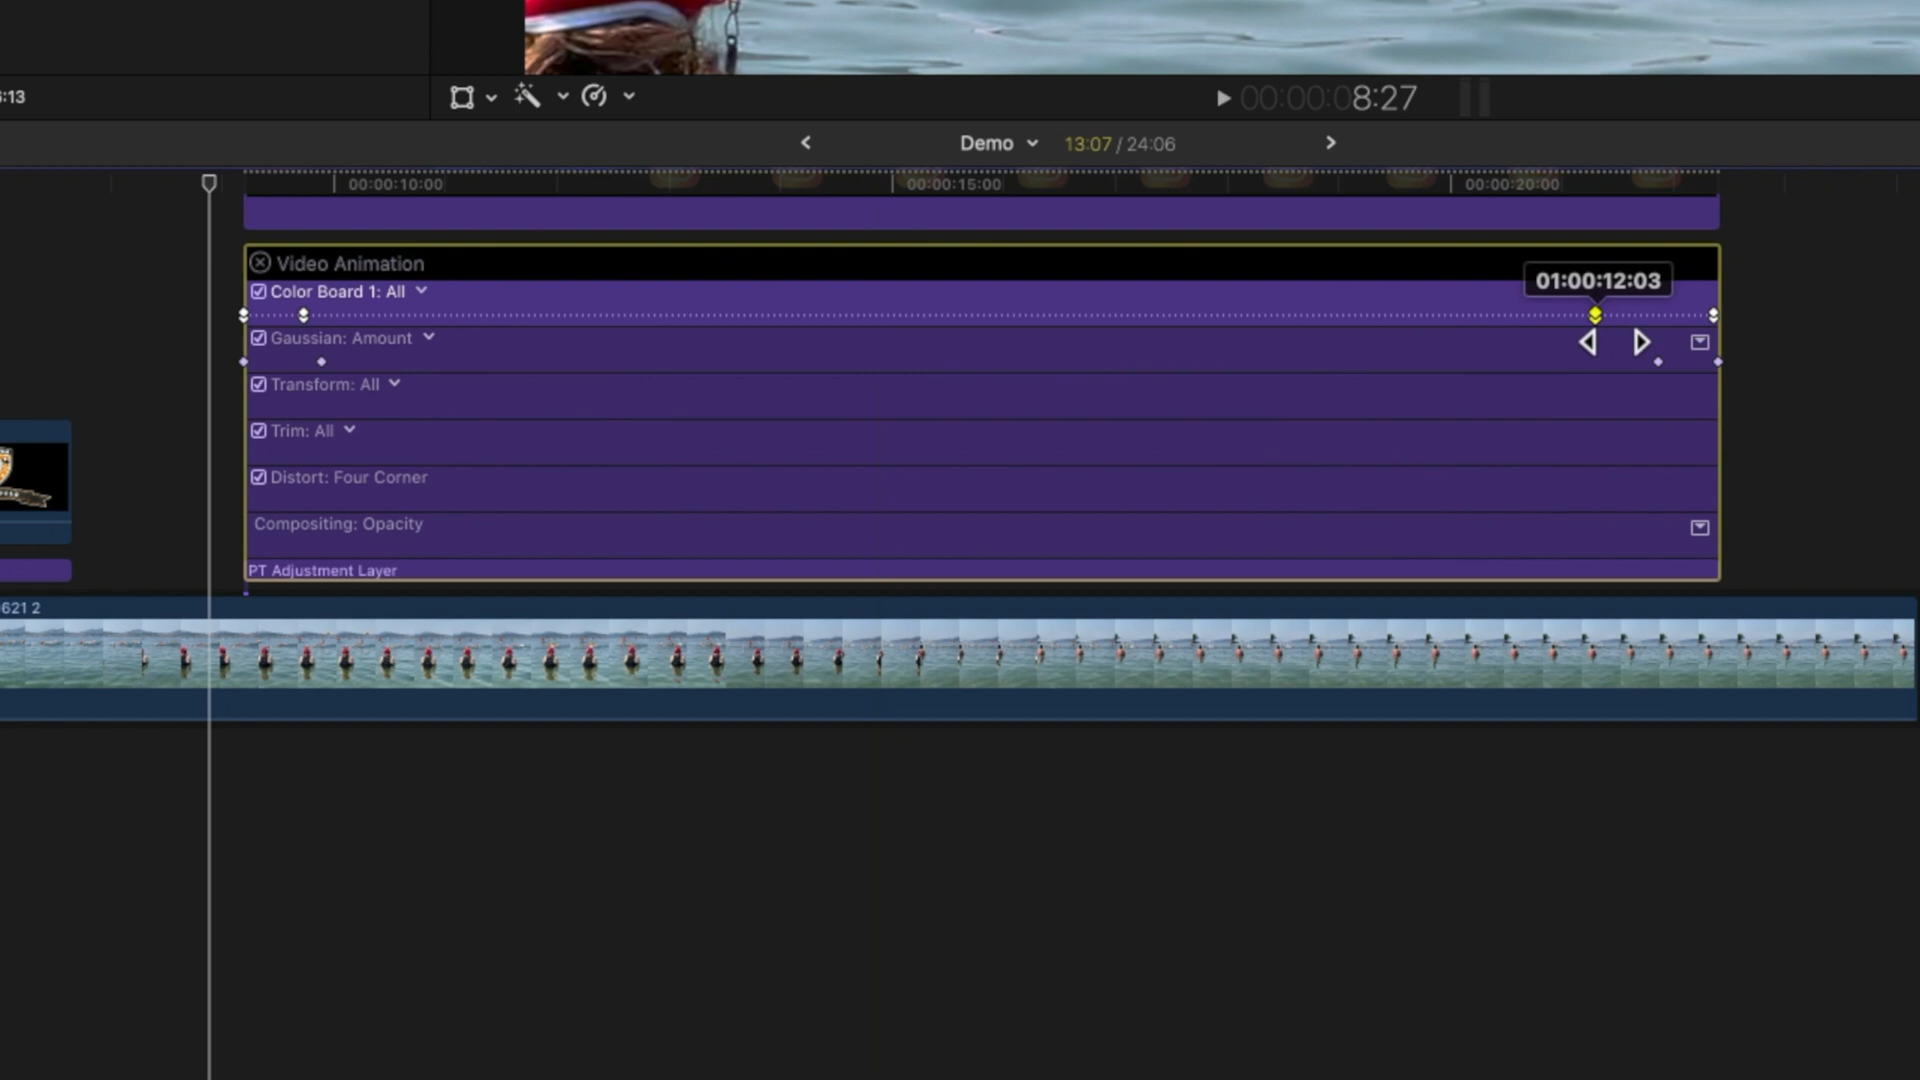 :13
00:00:08:27
Demo 13:07 / 24:06
00:00:10:00 00:00:15:00 00:00:20:00
Video Animation
01:00:12:03
Color Board 1: All
Gaussian: Amount
Transform: All
Trim: All
Distort: Four Corner
Compositing: Opacity
PT Adjustment Layer
621 2